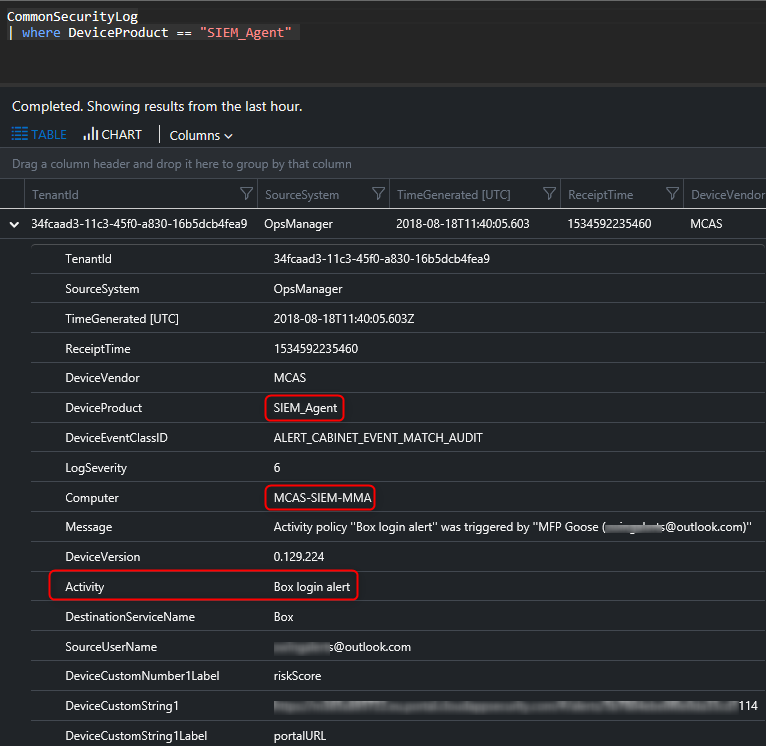 CommonSecurityLog
| where DeviceProduct == "SIEM_Agent"
Completed. Showing results from the last hour.
TABLE CHART Columns
Drag a column header and drop it here to group by that column
TenantId SourceSystem TimeGenerated [UTC] ReceiptTime DeviceVendor
34fcaad3-11c3-45f0-a830-16b5dcb4fea9 OpsManager 2018-08-18T11:40:05.603 1534592235460 MCAS
TenantId 34fcaad3-11c3-45f0-a830-16b5dcb4fea9
SourceSystem OpsManager
TimeGenerated [UTC] 2018-08-18T11:40:05.603Z
ReceiptTime 1534592235460
DeviceVendor MCAS
DeviceProduct SIEM_Agent
DeviceEventClassID ALERT_CABINET_EVENT_MATCH_AUDIT
LogSeverity 6
Computer MCAS-SIEM-MMA
Message Activity policy "Box login alert" was triggered by "MFP Goose (s@outlook.com)"
DeviceVersion 0.129.224
Activity Box login alert
DestinationServiceName Box
SourceUserName s@outlook.com
DeviceCustomNumber1Label riskScore
DeviceCustomString1 114
DeviceCustomString1Label portalURL